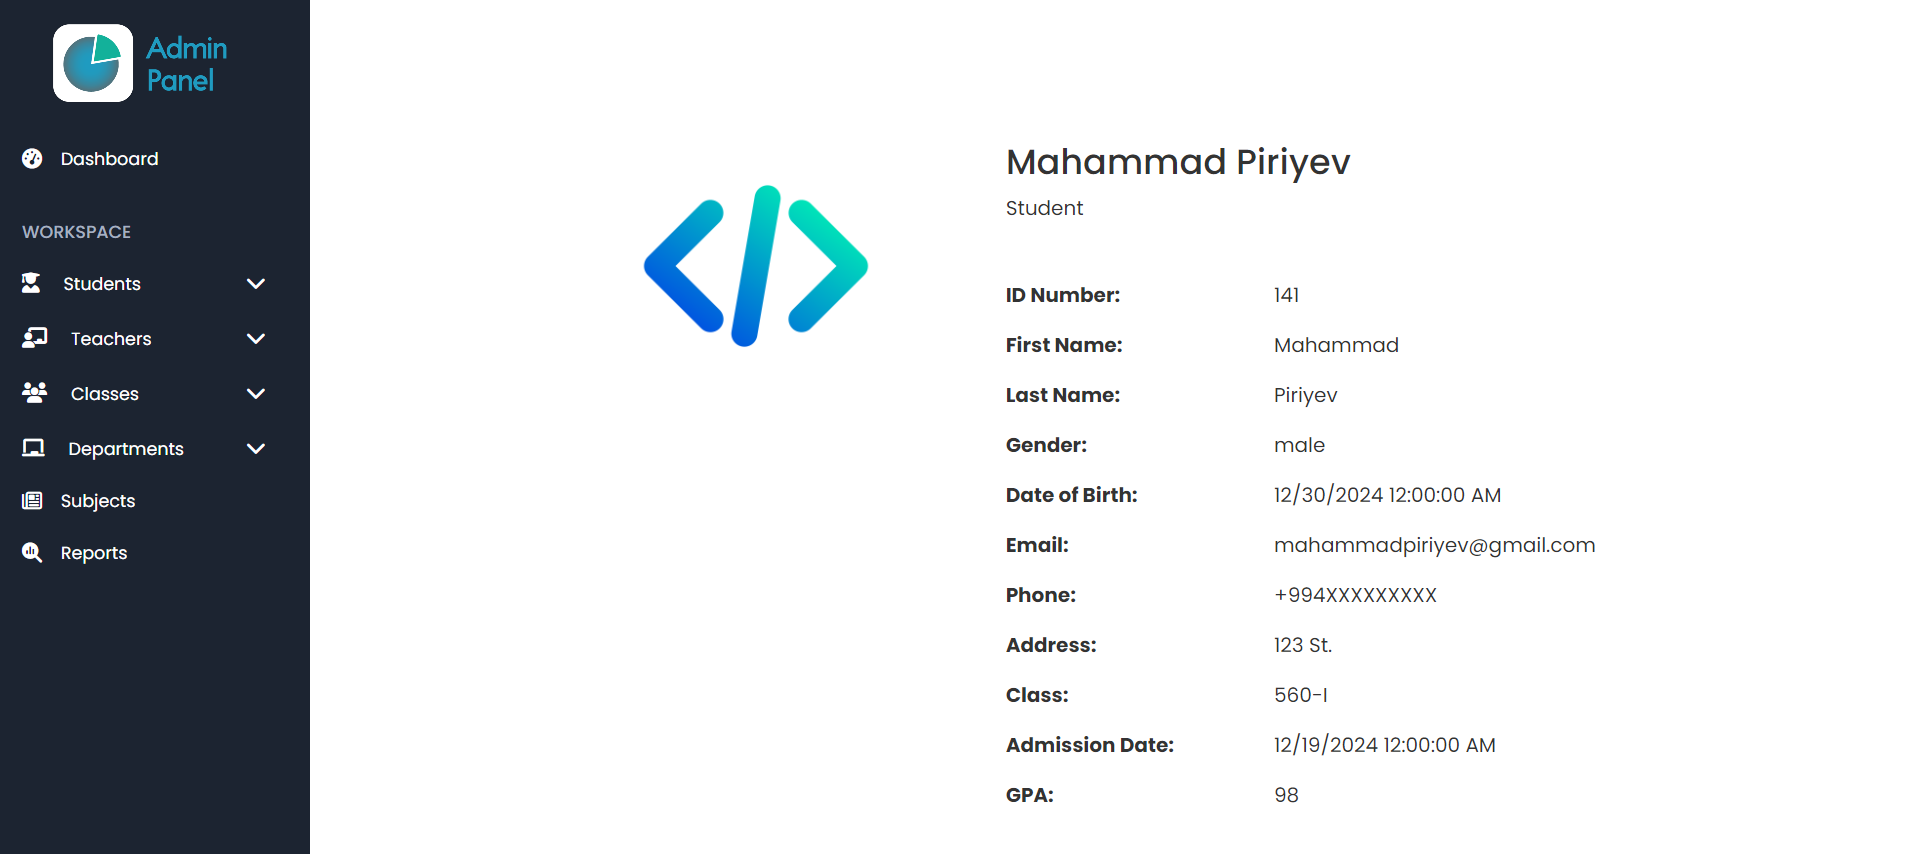 Admin
Panel
Dashboard
WORKSPACE
Students
Teachers
Classes
Departments
Subjects
Reports
Mahammad Piriyev
Student
ID Number: 141
First Name: Mahammad
Last Name: Piriyev
Gender: male
Date of Birth: 12/30/2024 12:00:00 AM
Email: mahammadpiriyev@gmail.com
Phone: +994XXXXXXXXX
Address: 123 St.
Class: 560-I
Admission Date: 12/19/2024 12:00:00 AM
GPA: 98